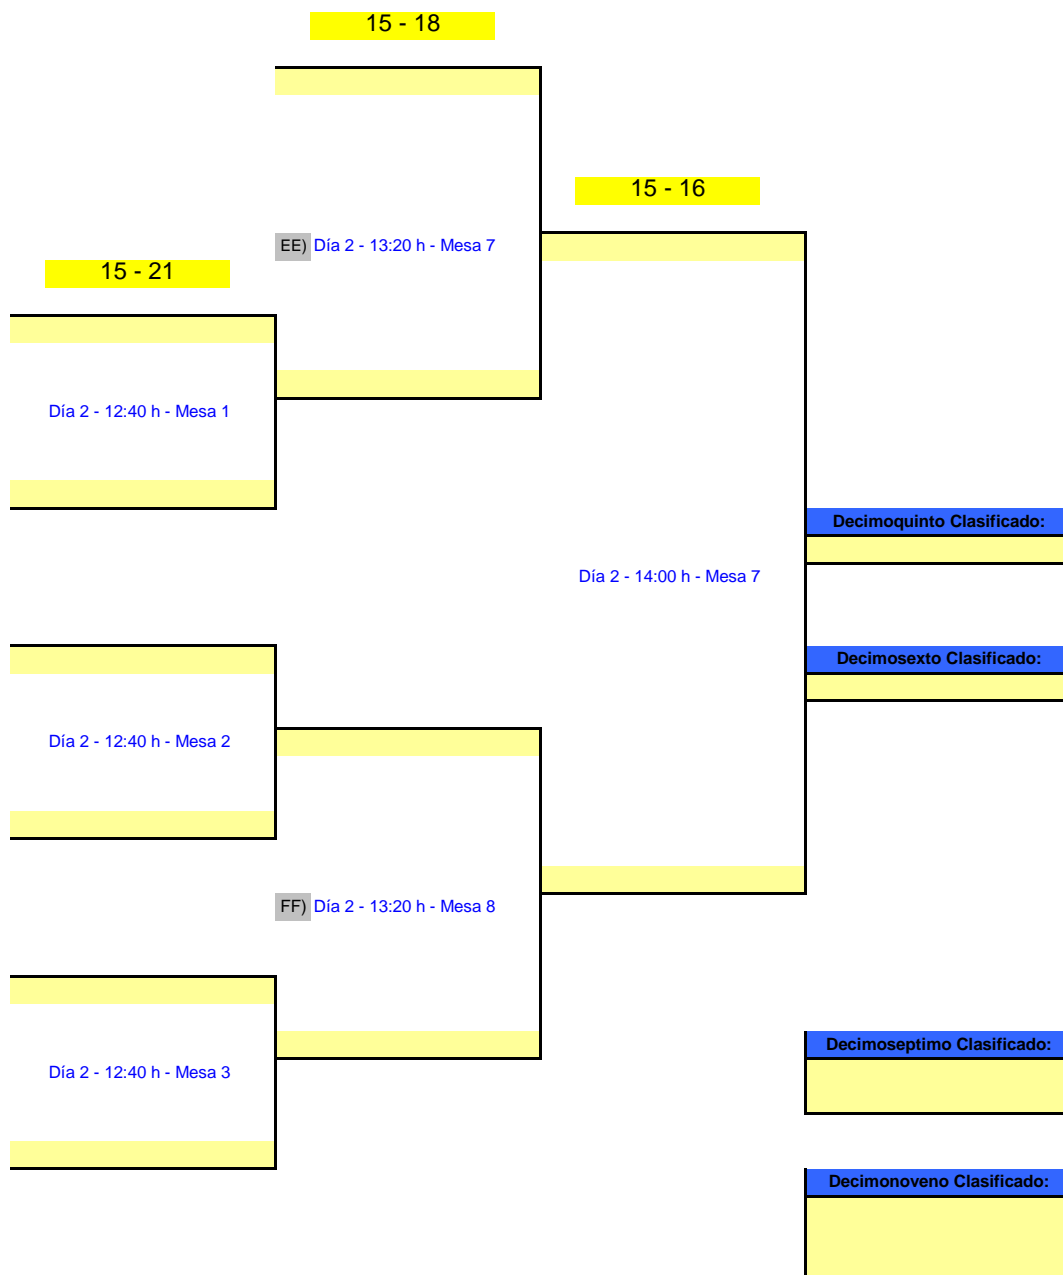 15 - 18
15 - 16
EE) Día 2 - 13:20 h - Mesa 7
15 - 21
Día 2 - 12:40 h - Mesa 1
Decimoquinto Clasificado:
Día 2 - 14:00 h - Mesa 7
Decimosexto Clasificado:
Día 2 - 12:40 h - Mesa 2
FF) Día 2 - 13:20 h - Mesa 8
Decimoseptimo Clasificado:
Día 2 - 12:40 h - Mesa 3
Decimonoveno Clasificado: